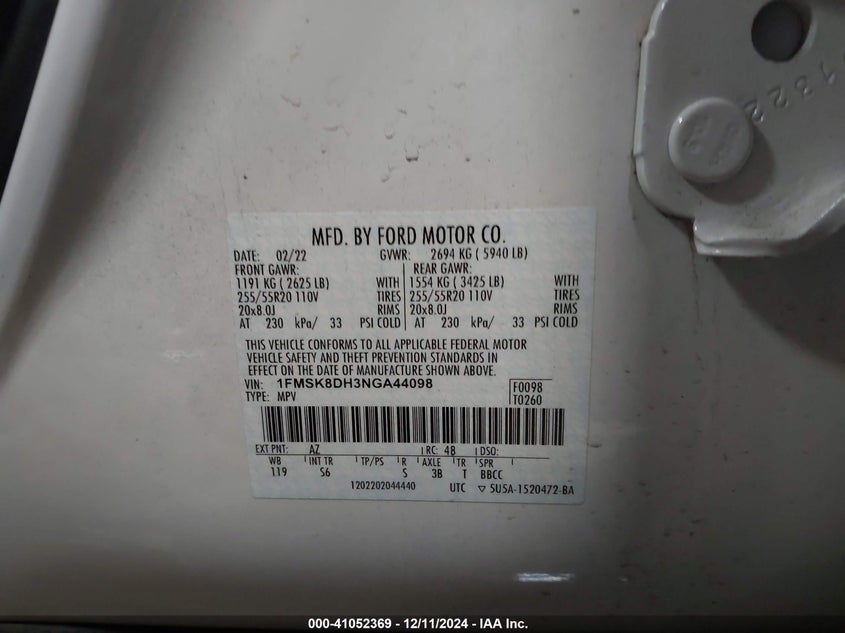 1322
MFD. BY FORD MOTOR CO.
DATE: 02/22 GVWR: 2694 KG ( 5940 LB)
FRONT GAWR: REAR GAWR:
1191 KG ( 2625 LB) WITH 1554 KG ( 3425 LB) WITH
255/55R20 110V TIRES 255/55R20 110V TIRES
20x8.0J RIMS 20x8.0J RIMS
AT 230 kPa/ 33 PSI COLD AT 230 kPa/ 33 PSI COLD
THIS VEHICLE CONFORMS TO ALL APPLICABLE FEDERAL MOTOR
VEHICLE SAFETY AND THEFT PREVENTION STANDARDS IN
EFFECT ON THE DATE OF MANUFACTURE SHOWN ABOVE.
VIN: 1FMSK8DH3NGA44098 F0098
TYPE: MPV T0260
EXT PNT: AZ RC: 48 DSO:
WB INT TR TP/PS R AXLE TR SPR
119 S6 S 3B T BBCC
1202202044440 UTC ▽ 5U5A-1520472-BA
000-41052369 - 12/11/2024 - IAA Inc.